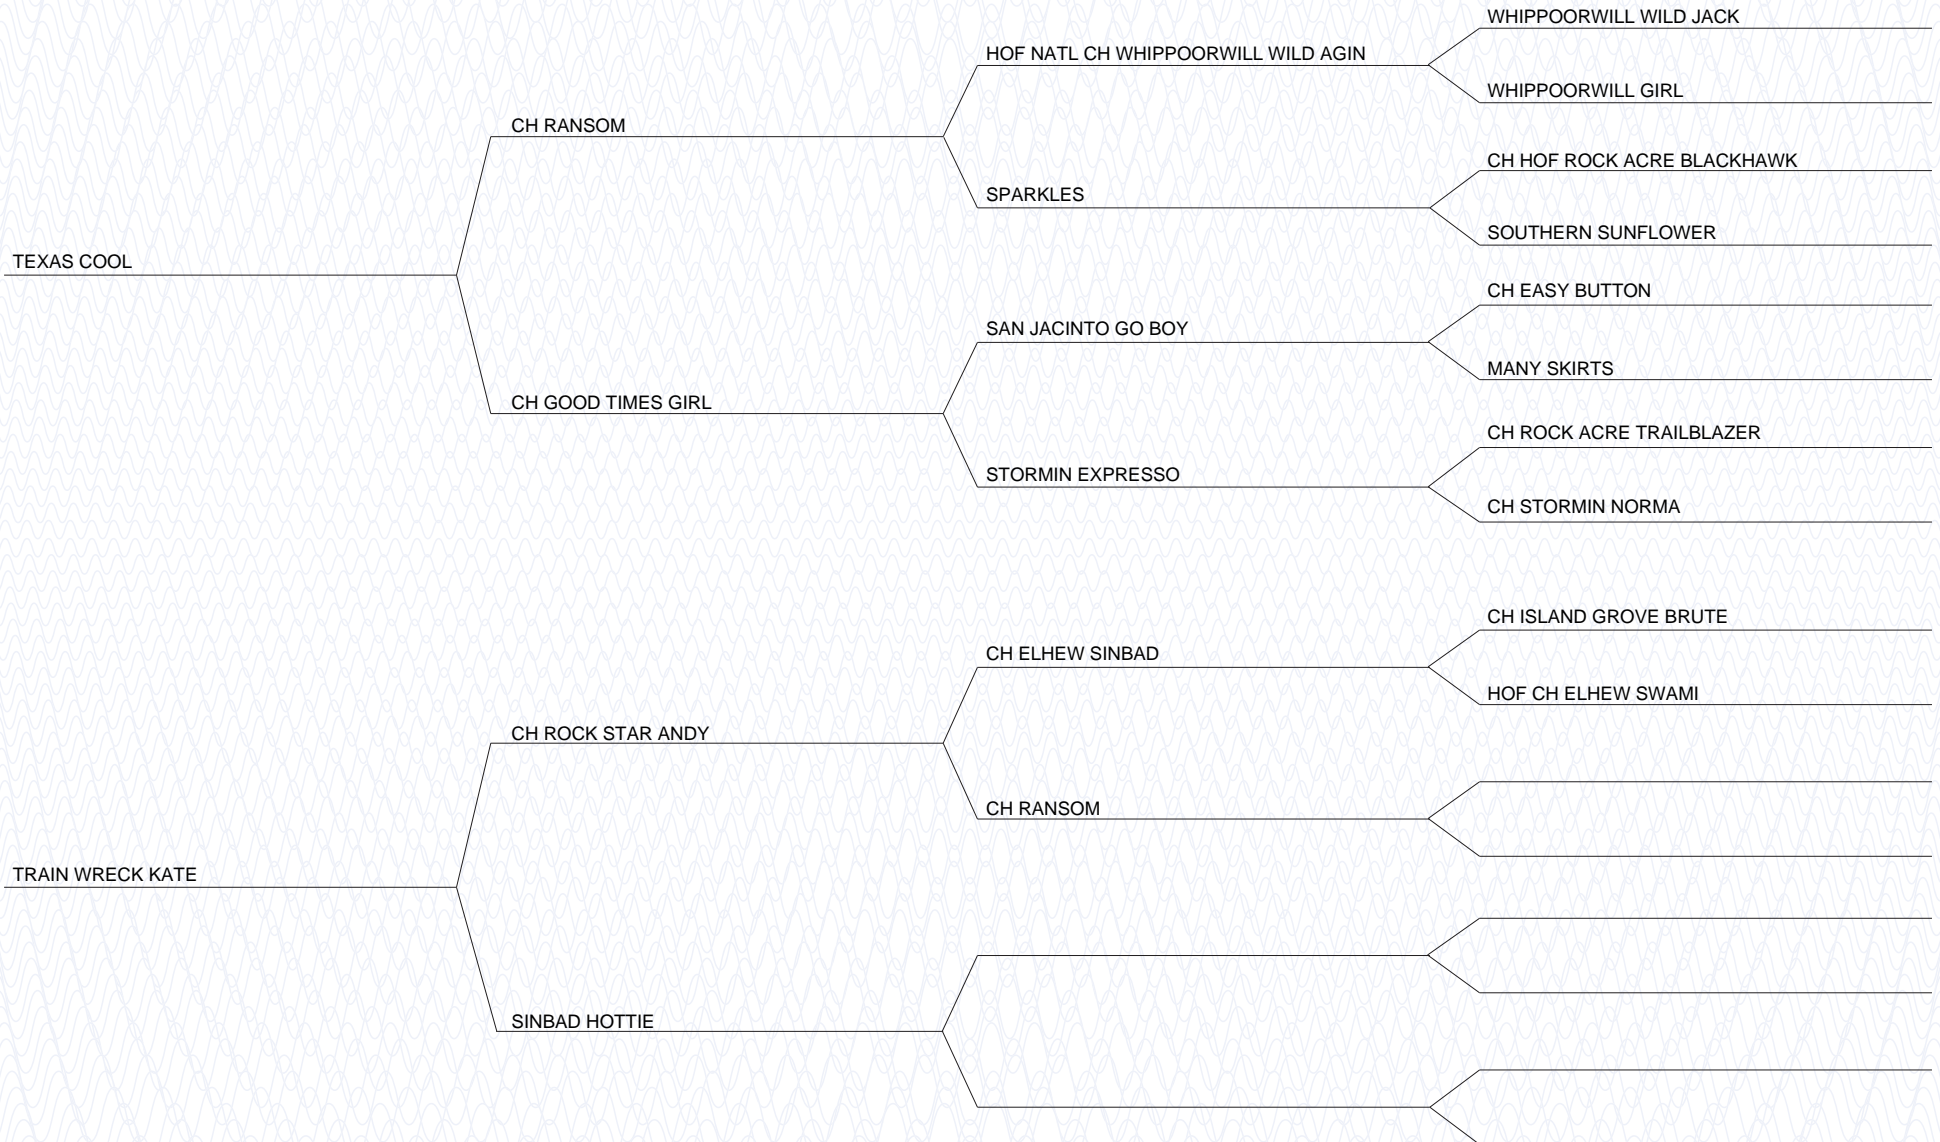 WHIPPOORWILL WILD JACK
HOF NATL CH WHIPPOORWILL WILD AGIN
WHIPPOORWILL GIRL
CH RANSOM
CH HOF ROCK ACRE BLACKHAWK
SPARKLES
SOUTHERN SUNFLOWER
TEXAS COOL
CH EASY BUTTON
SAN JACINTO GO BOY
MANY SKIRTS
CH GOOD TIMES GIRL
CH ROCK ACRE TRAILBLAZER
STORMIN EXPRESSO
CH STORMIN NORMA
CH ISLAND GROVE BRUTE
CH ELHEW SINBAD
HOF CH ELHEW SWAMI
CH ROCK STAR ANDY
CH RANSOM
TRAIN WRECK KATE
SINBAD HOTTIE